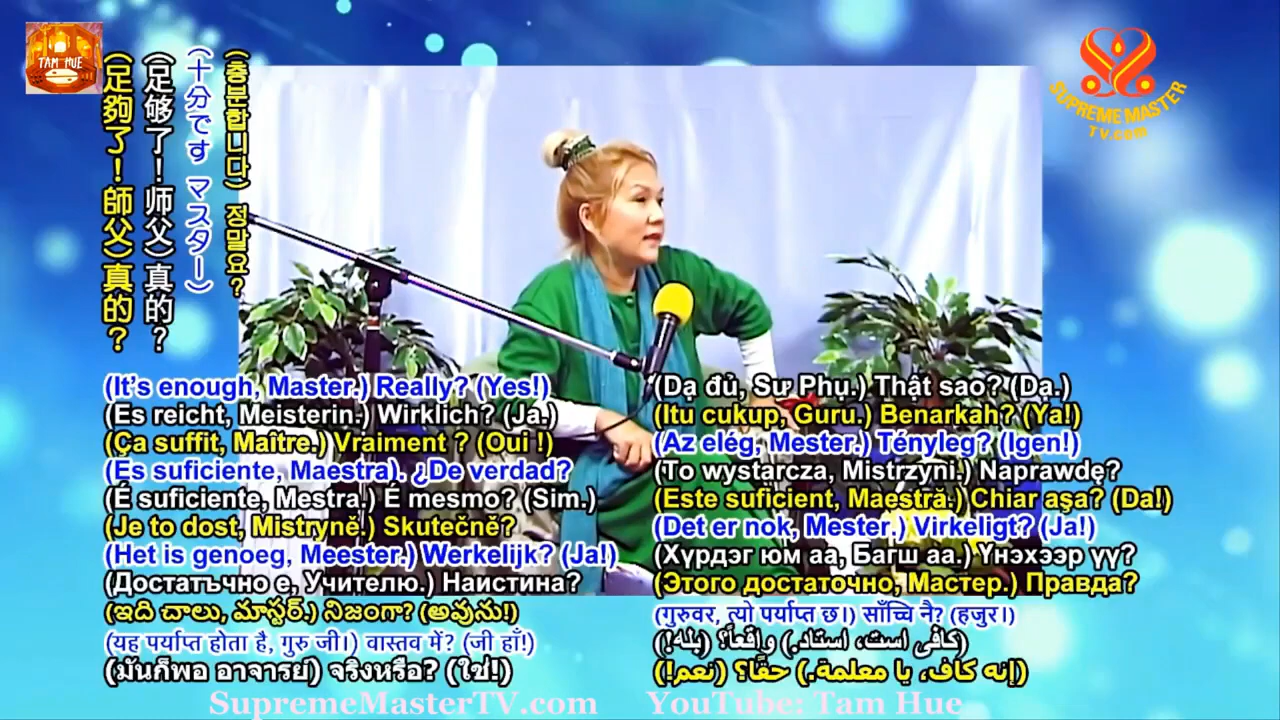 TAM HUE
SUPREME MASTER
TV.com
(足夠了！師父）真的？
(足够了！师父）真的？
(十分です マスター)
(충분합니다) 정말요？
(It's enough, Master.) Really? (Yes!)
(Es reicht, Meisterin.) Wirklich? (Ja.)
(Ça suffit, Maître.) Vraiment ? (Oui !)
(Es suficiente, Maestra). ¿De verdad?
(É suficiente, Mestra.) É mesmo? (Sim.)
(Je to dost, Mistryně.) Skutečně?
(Het is genoeg, Meester.) Werkelijk? (Ja!)
(Достатъчно е, Учителю.) Наистина?
(ఇది చాలు, మాస్టర్.) నిజంగా? (అవును!)
(यह पर्याप्त होता है, गुरु जी।) वास्तव में? (जी हाँ!)
(มันก็พอ อาจารย์) จริงหรือ? (ใช่!)
(Dạ đủ, Sư Phụ.) Thật sao? (Dạ.)
(Itu cukup, Guru.) Benarkah? (Ya!)
(Az elég, Mester.) Tényleg? (Igen!)
(To wystarcza, Mistrzyni.) Naprawdę?
(Este suficient, Maestră.) Chiar aşa? (Da!)
(Det er nok, Mester.) Virkeligt? (Ja!)
(Хүрдэг юм аа, Багш аа.) Үнэхээр үү?
(Этого достаточно, Мастер.) Правда?
(गुरुवर, त्यो पर्याप्त छ।) साँच्चि नै? (हजुर।)
(کافی است، استاد.) واقعاً؟ (بله!)
(إنه كاف، يا معلمة.) حقًا؟ (نعم!)
SupremeMasterTV.com YouTube: Tam Hue